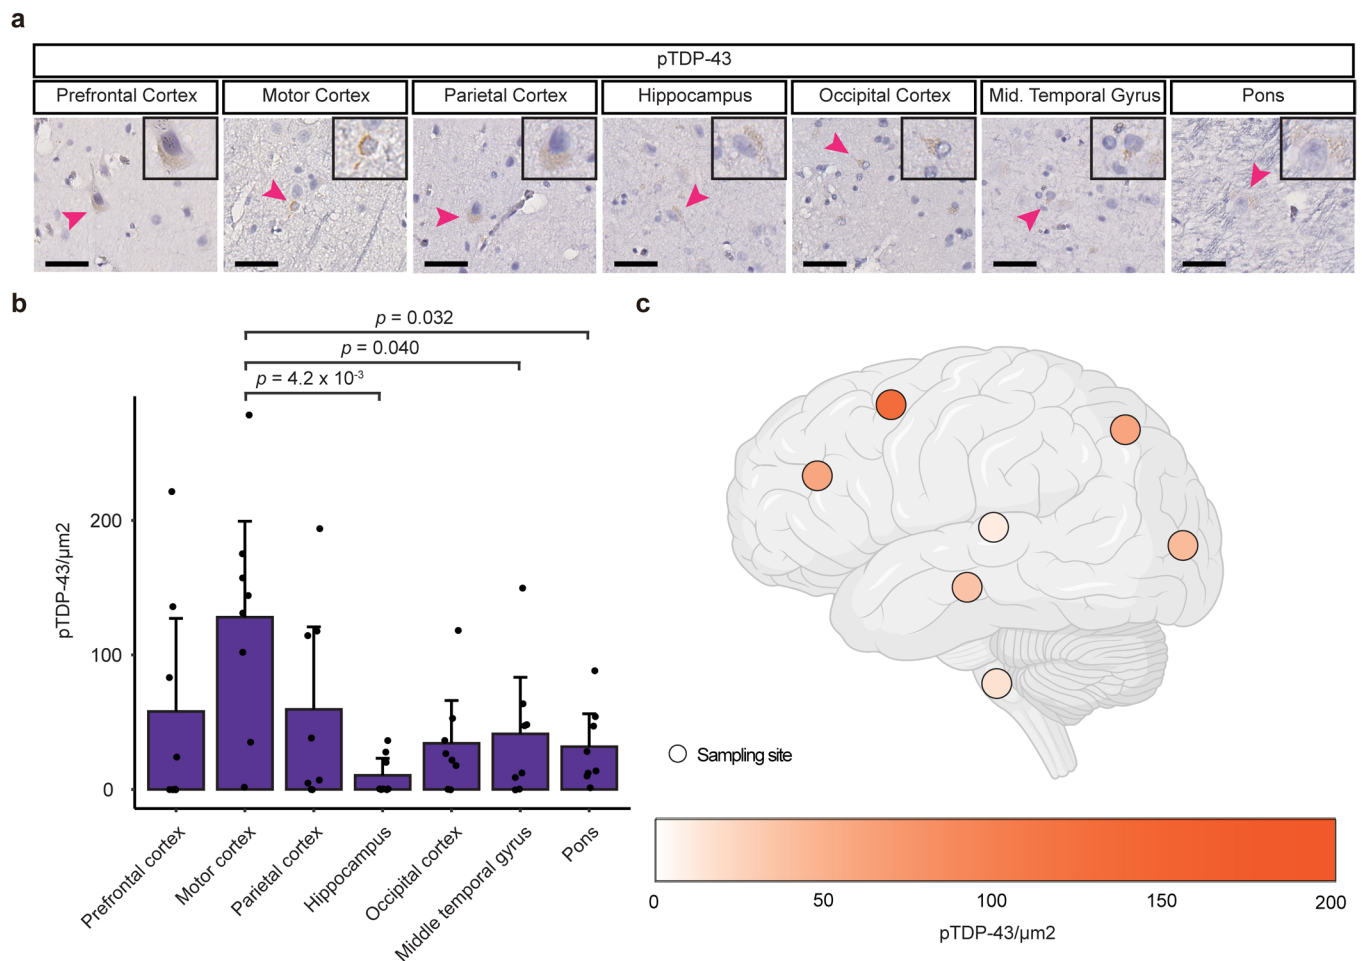 a
pTDP-43
Prefrontal Cortex
Motor Cortex
Parietal Cortex
Hippocampus
Occipital Cortex
Mid. Temporal Gyrus
Pons
b
p = 0.032
p = 0.040
p = 4.2 x 10⁻³
pTDP-43/µm2
200
100
0
Prefrontal cortex
Motor cortex
Parietal cortex
Hippocampus
Occipital cortex
Middle temporal gyrus
Pons
c
Sampling site
0 50 100 150 200
pTDP-43/µm2